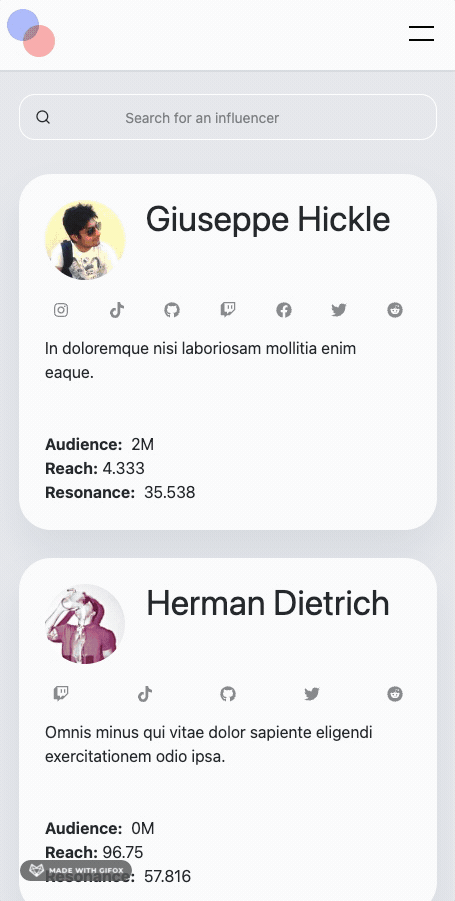 Search for an influencer
Giuseppe Hickle
In doloremque nisi laboriosam mollitia enim
eaque.
Audience: 2M
Reach: 4.333
Resonance: 35.538
Herman Dietrich
Omnis minus qui vitae dolor sapiente eligendi
exercitationem odio ipsa.
Audience: 0M
Reach: 96.75
MADE WITH GIFOX
Resonance: 57.816